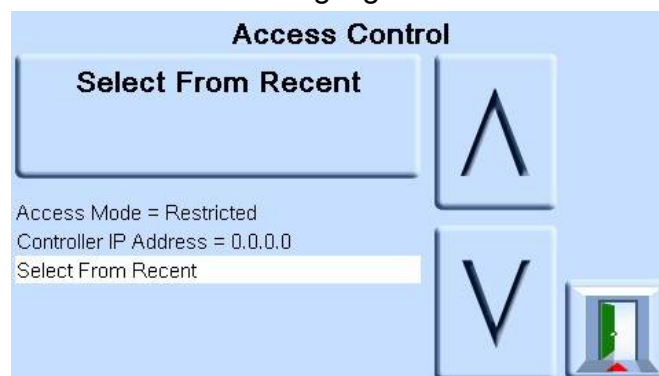 Access Control
Select From Recent
Access Mode = Restricted
Controller IP Address = 0.0.0.0
Select From Recent